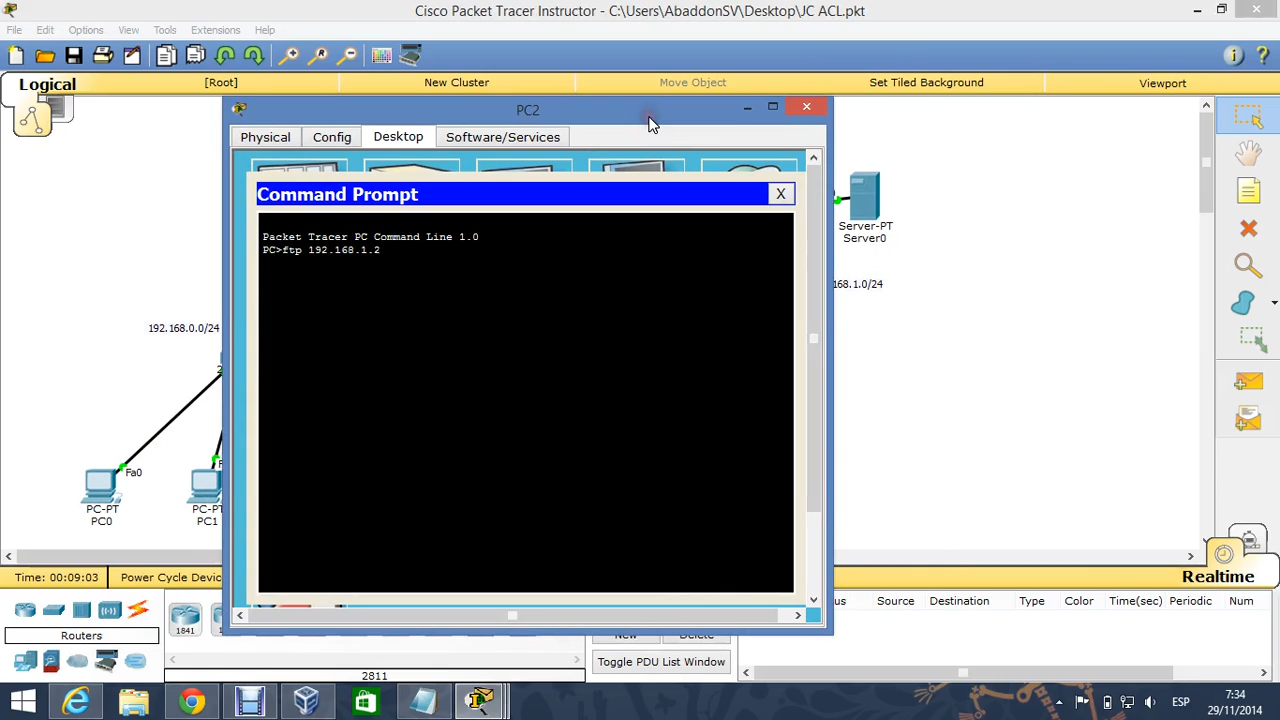 Cisco Packet Tracer Instructor - C:\Users\AbaddonSV\Desktop\JC ACL.pkt
File Edit Options View Tools Extensions Help
Logical [Root] New Cluster Move Object Set Tiled Background Viewport
PC2
Physical Config Desktop Software/Services
Command Prompt
X
Packet Tracer PC Command Line 1.0
PC>ftp 192.168.1.2
Server-PT
Server0
168.1.0/24
192.168.0.0/24
Fa0
PC-PT
PC0
PC-PT
PC1
Time: 00:09:03 Power Cycle Devic
Realtime
Source Destination Type Color Time(sec) Periodic Num
1841
Routers
New Delete
Toggle PDU List Window
2811
ESP
7:34
29/11/2014